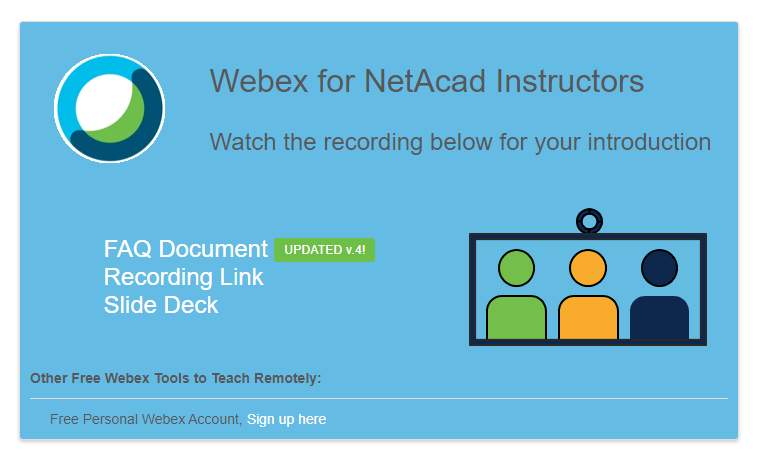 Webex for NetAcad Instructors
Watch the recording below for your introduction
FAQ Document UPDATED v.4!
Recording Link
Slide Deck
Other Free Webex Tools to Teach Remotely:
Free Personal Webex Account, Sign up here